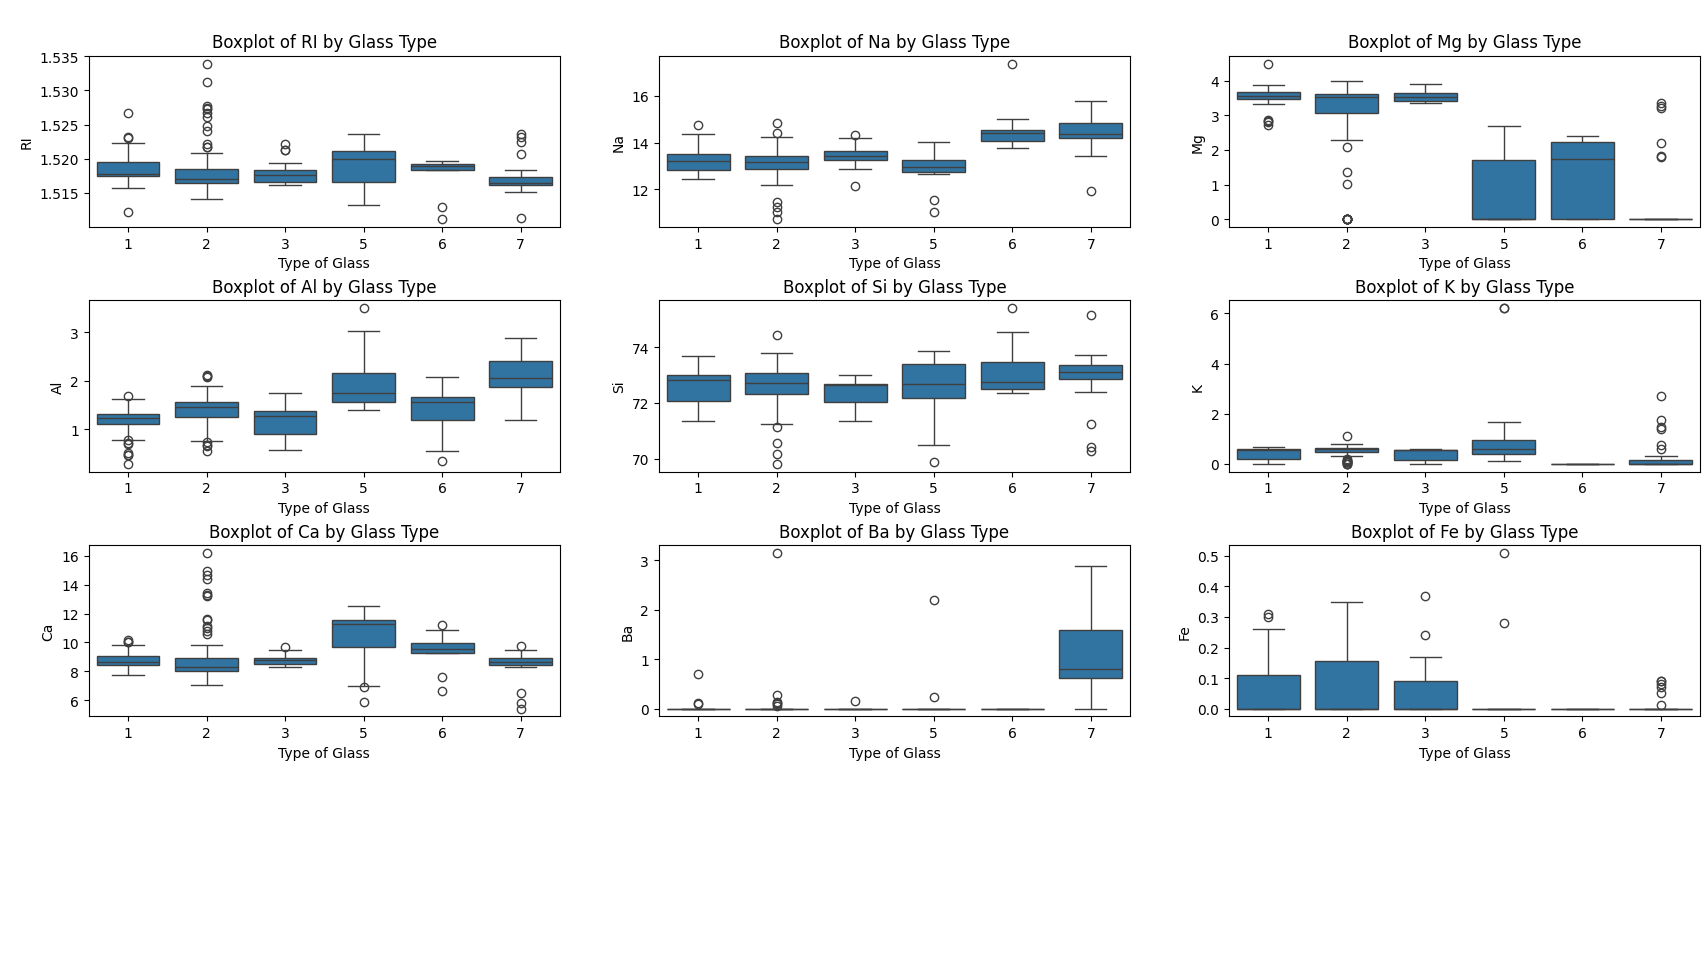 Boxplot of RI by Glass Type
1.535
1.530
1.525
1.520
1.515
RI
1 2 3 5 6 7
Type of Glass
Boxplot of Na by Glass Type
16
14
12
Na
1 2 3 5 6 7
Type of Glass
Boxplot of Mg by Glass Type
4
3
2
1
0
Mg
1 2 3 5 6 7
Type of Glass
Boxplot of Al by Glass Type
3
2
1
Al
1 2 3 5 6 7
Type of Glass
Boxplot of Si by Glass Type
74
72
70
Si
1 2 3 5 6 7
Type of Glass
Boxplot of K by Glass Type
6
4
2
0
K
1 2 3 5 6 7
Type of Glass
Boxplot of Ca by Glass Type
16
14
12
10
8
6
Ca
1 2 3 5 6 7
Type of Glass
Boxplot of Ba by Glass Type
3
2
1
0
Ba
1 2 3 5 6 7
Type of Glass
Boxplot of Fe by Glass Type
0.5
0.4
0.3
0.2
0.1
0.0
Fe
1 2 3 5 6 7
Type of Glass